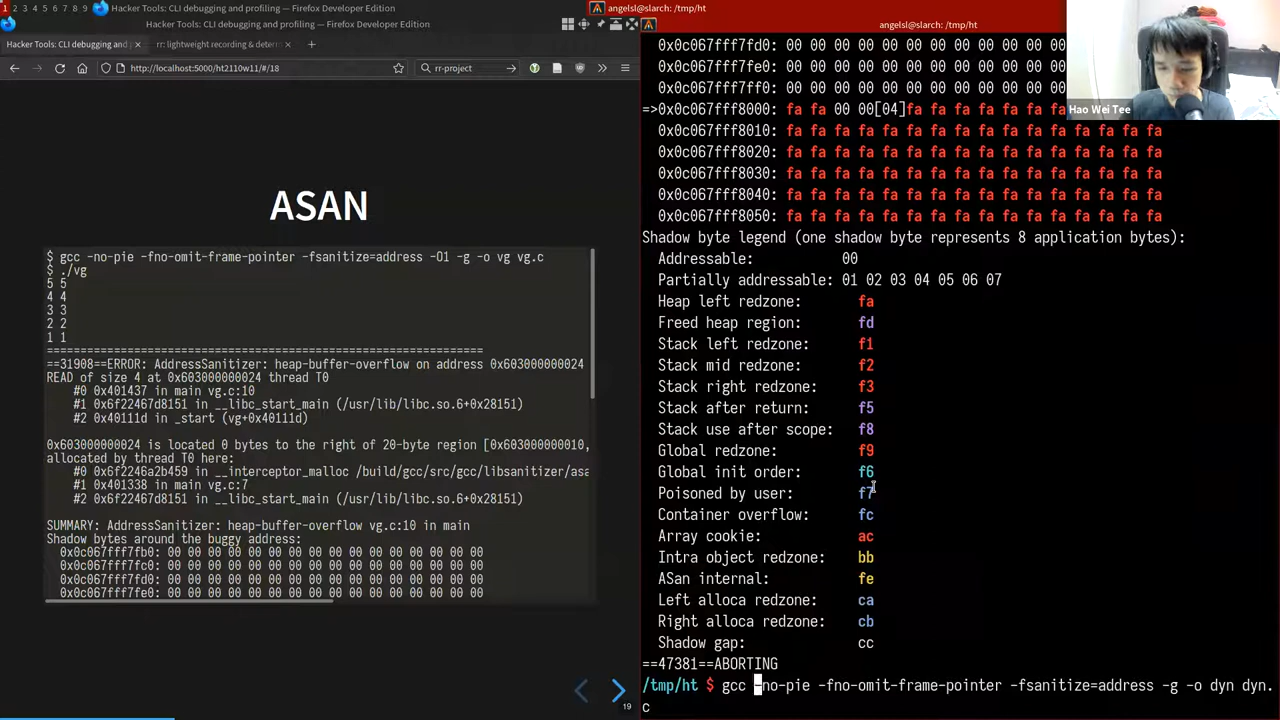 1 2 3 4 5 6 7 8 9 Hacker Tools: CLI debugging and profiling — Firefox Developer Edition
angelsl@slarch: /tmp/ht
Hacker Tools: CLI debugging and profiling — Firefox Developer Edition
angelsl@slarch: /tmp/ht
Hacker Tools: CLI debugging and p × rr: lightweight recording & determ × +
http://localhost:5000/ht2110w11/#/18
rr-project
ASAN
$ gcc -no-pie -fno-omit-frame-pointer -fsanitize=address -O1 -g -o vg vg.c
$ ./vg
5 5
4 4
3 3
2 2
1 1
=================================================================
==31908==ERROR: AddressSanitizer: heap-buffer-overflow on address 0x603000000024
READ of size 4 at 0x603000000024 thread T0
#0 0x401437 in main vg.c:10
#1 0x6f22467d8151 in __libc_start_main (/usr/lib/libc.so.6+0x28151)
#2 0x40111d in _start (vg+0x40111d)
0x603000000024 is located 0 bytes to the right of 20-byte region [0x603000000010,
allocated by thread T0 here:
#0 0x6f2246a2b459 in __interceptor_malloc /build/gcc/src/gcc/libsanitizer/asa
#1 0x401338 in main vg.c:7
#2 0x6f22467d8151 in __libc_start_main (/usr/lib/libc.so.6+0x28151)
SUMMARY: AddressSanitizer: heap-buffer-overflow vg.c:10 in main
Shadow bytes around the buggy address:
0x0c067fff7fb0: 00 00 00 00 00 00 00 00 00 00 00 00 00 00 00 00
0x0c067fff7fc0: 00 00 00 00 00 00 00 00 00 00 00 00 00 00 00 00
0x0c067fff7fd0: 00 00 00 00 00 00 00 00 00 00 00 00 00 00 00 00
0x0c067fff7fe0: 00 00 00 00 00 00 00 00 00 00 00 00 00 00 00 00
19
0x0c067fff7fd0: 00 00 00 00 00 00 00 00 00 00 00 00
0x0c067fff7fe0: 00 00 00 00 00 00 00 00 00 00 00 00
0x0c067fff7ff0: 00 00 00 00 00 00 00 00 00 00 00 00
=>0x0c067fff8000: fa fa 00 00[04]fa fa fa fa fa fa fa
0x0c067fff8010: fa fa fa fa fa fa fa fa fa fa fa fa fa fa fa fa
0x0c067fff8020: fa fa fa fa fa fa fa fa fa fa fa fa fa fa fa fa
0x0c067fff8030: fa fa fa fa fa fa fa fa fa fa fa fa fa fa fa fa
0x0c067fff8040: fa fa fa fa fa fa fa fa fa fa fa fa fa fa fa fa
0x0c067fff8050: fa fa fa fa fa fa fa fa fa fa fa fa fa fa fa fa
Shadow byte legend (one shadow byte represents 8 application bytes):
Addressable: 00
Partially addressable: 01 02 03 04 05 06 07
Heap left redzone: fa
Freed heap region: fd
Stack left redzone: f1
Stack mid redzone: f2
Stack right redzone: f3
Stack after return: f5
Stack use after scope: f8
Global redzone: f9
Global init order: f6
Poisoned by user: f7
Container overflow: fc
Array cookie: ac
Intra object redzone: bb
ASan internal: fe
Left alloca redzone: ca
Right alloca redzone: cb
Shadow gap: cc
==47381==ABORTING
/tmp/ht $ gcc -no-pie -fno-omit-frame-pointer -fsanitize=address -g -o dyn dyn.
c
Hao Wei Tee